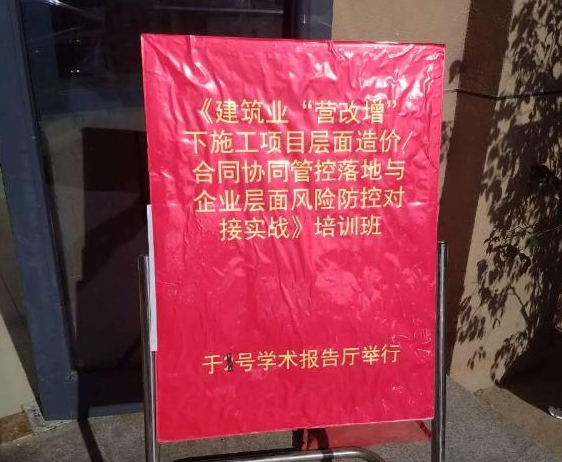 《建筑业“营改增”
下施工项目层面造价/
合同协同管控落地与
企业层面风险防控对
接实战》培训班
于1号学术报告厅举行